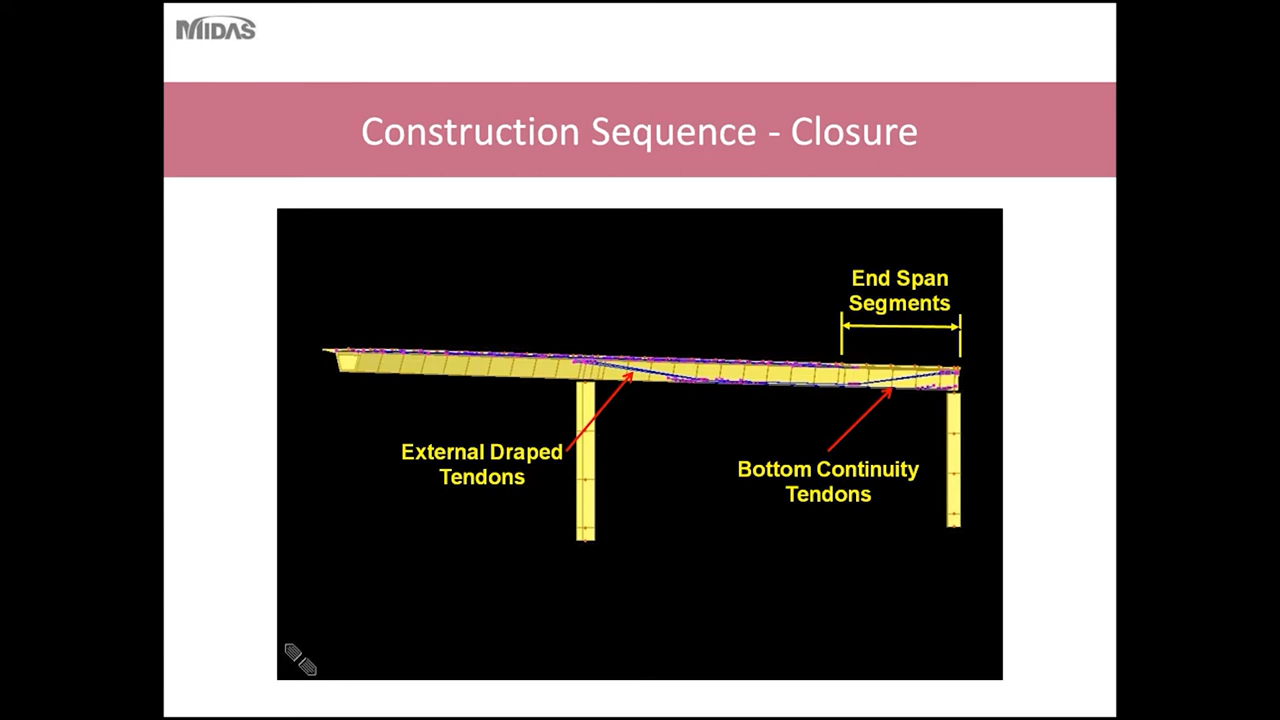 MIDAS
Construction Sequence - Closure
End Span
Segments
External Draped
Tendons
Bottom Continuity
Tendons